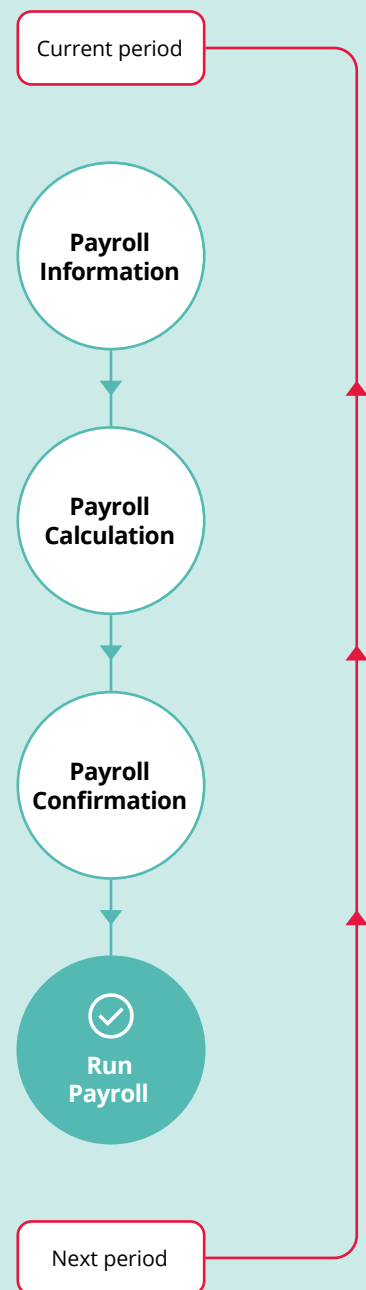 Current period
Payroll
Information
Payroll
Calculation
Payroll
Confirmation
Run
Payroll
Next period